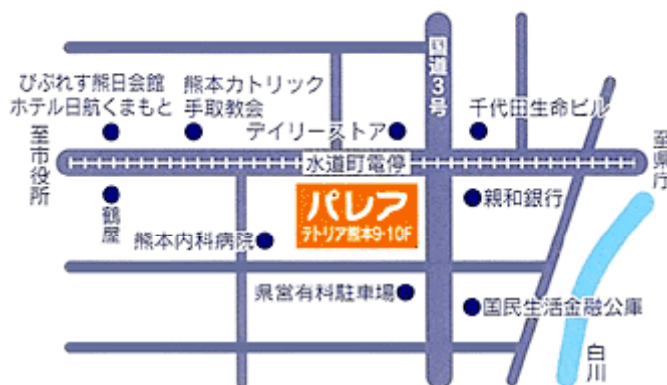 国道3号
びぷれす熊日会館
ホテル日航くまもと
熊本カトリック
手取教会
デイリーストア
千代田生命ビル
至市役所
水道町電停
至県庁
鶴屋
パレア
テトリア熊本9・10F
親和銀行
熊本内科病院
県営有料駐車場
国民生活金融公庫
白川